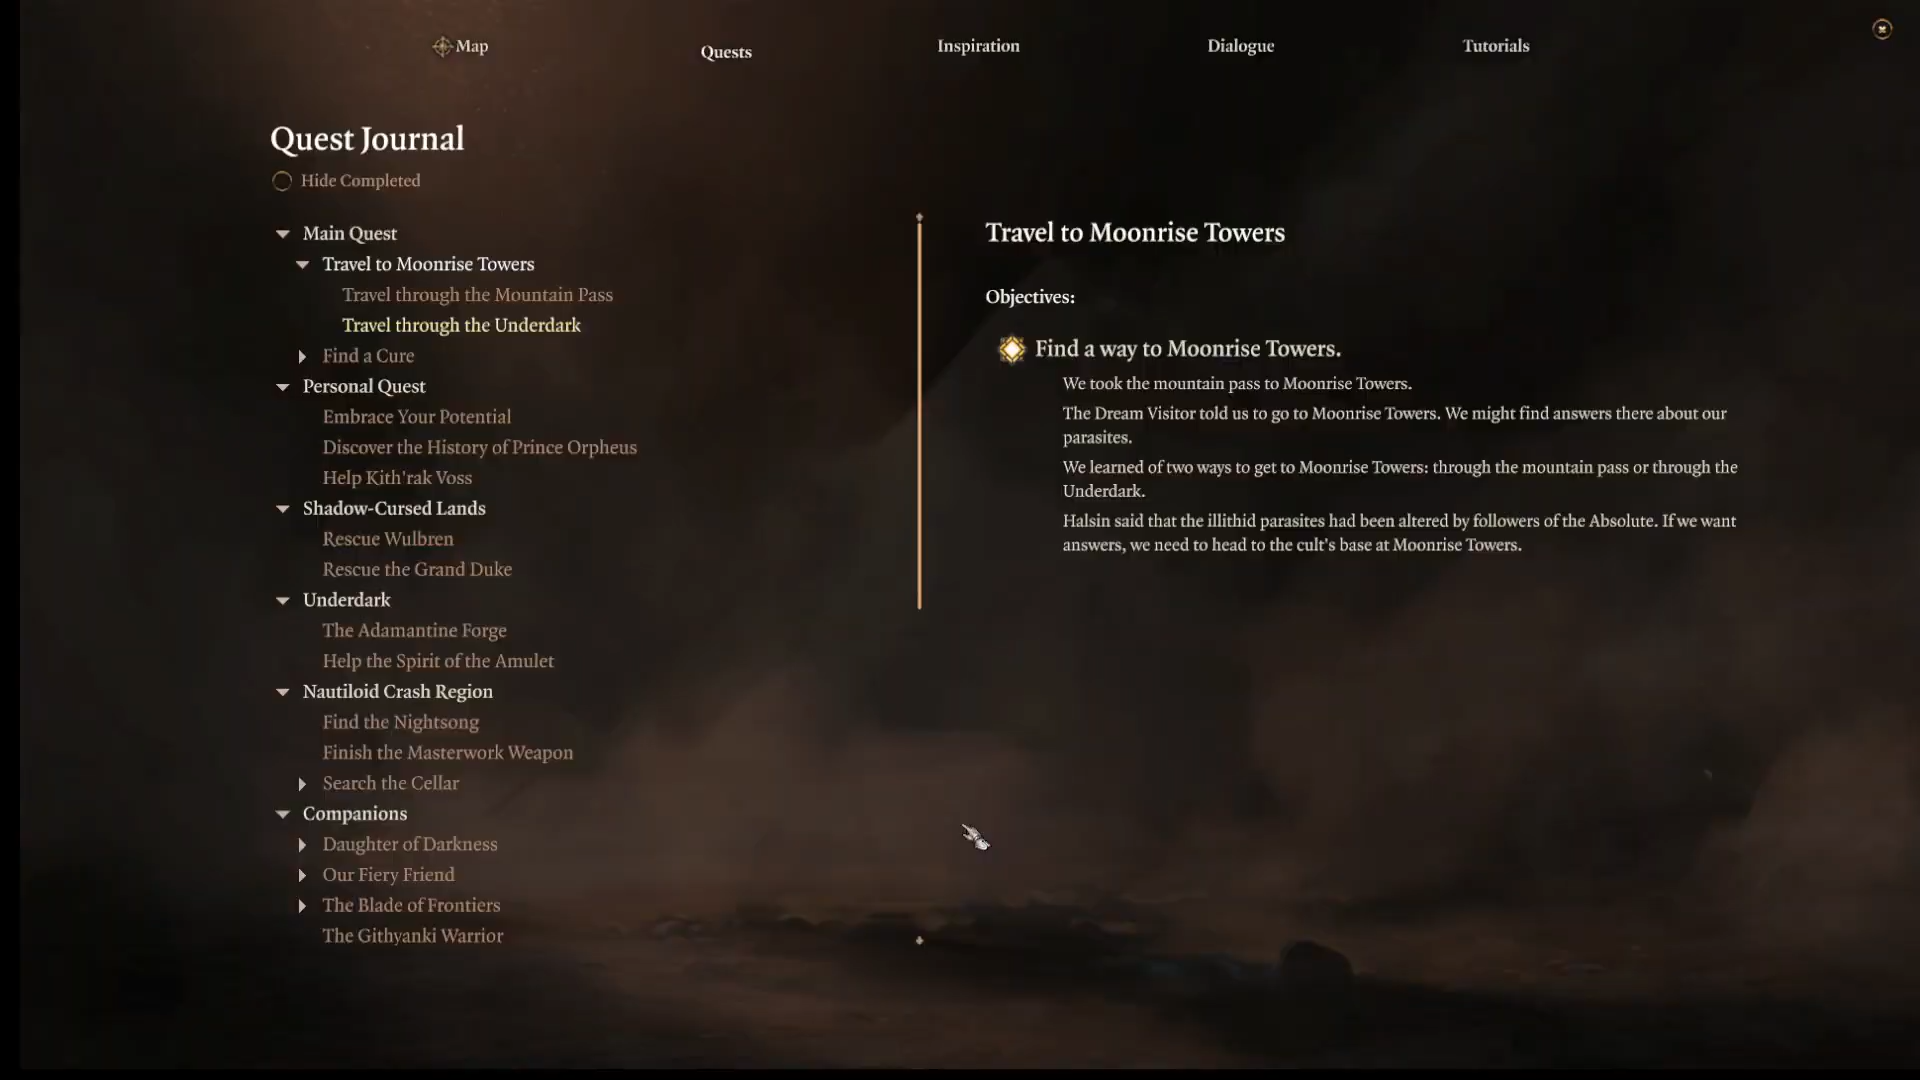 Map
Quests
Inspiration
Dialogue
Tutorials
Quest Journal
Hide Completed
Main Quest
Travel to Moonrise Towers
Travel through the Mountain Pass
Travel through the Underdark
Find a Cure
Personal Quest
Embrace Your Potential
Discover the History of Prince Orpheus
Help Kith'rak Voss
Shadow-Cursed Lands
Rescue Wulbren
Rescue the Grand Duke
Underdark
The Adamantine Forge
Help the Spirit of the Amulet
Nautiloid Crash Region
Find the Nightsong
Finish the Masterwork Weapon
Search the Cellar
Companions
Daughter of Darkness
Our Fiery Friend
The Blade of Frontiers
The Githyanki Warrior
Travel to Moonrise Towers
Objectives:
Find a way to Moonrise Towers.
We took the mountain pass to Moonrise Towers.
The Dream Visitor told us to go to Moonrise Towers. We might find answers there about our
parasites.
We learned of two ways to get to Moonrise Towers: through the mountain pass or through the
Underdark.
Halsin said that the illithid parasites had been altered by followers of the Absolute. If we want
answers, we need to head to the cult's base at Moonrise Towers.